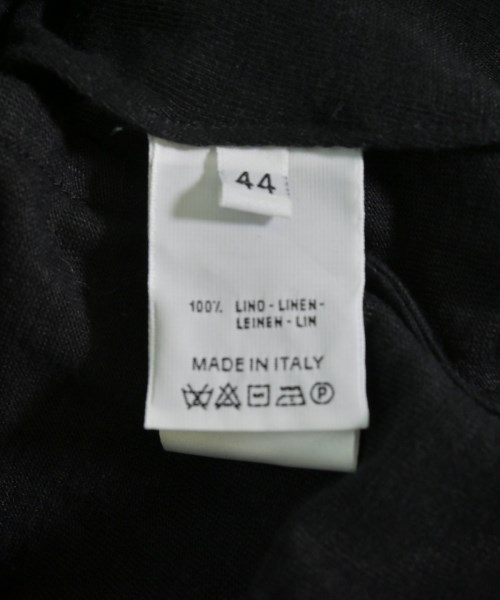 44
100% LINO - LINEN -
LEINEN - LIN
MADE IN ITALY
P